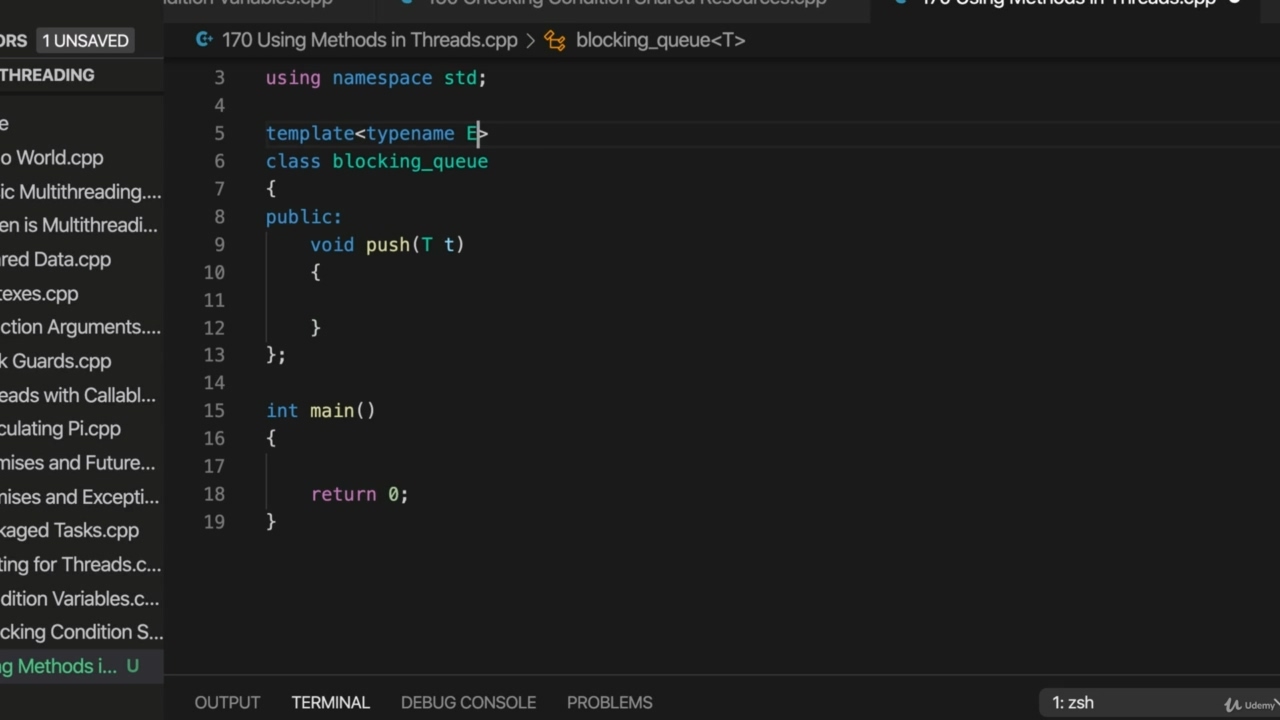 dition Variables.cpp 150 Checking Condition Shared Resources.cpp 170 Using Methods in Threads.cpp
ORS 1 UNSAVED 170 Using Methods in Threads.cpp > blocking_queue<T>
THREADING
e
o World.cpp
ic Multithreading....
en is Multithreadi...
red Data.cpp
texes.cpp
ction Arguments....
k Guards.cpp
eads with Callabl...
culating Pi.cpp
mises and Future...
mises and Excepti...
kaged Tasks.cpp
ting for Threads.c...
dition Variables.c...
cking Condition S...
ng Methods i... U
3 using namespace std;
4
5 template<typename E>
6 class blocking_queue
7 {
8 public:
9 void push(T t)
10 {
11
12 }
13 };
14
15 int main()
16 {
17
18 return 0;
19 }
OUTPUT TERMINAL DEBUG CONSOLE PROBLEMS 1: zsh Udemy